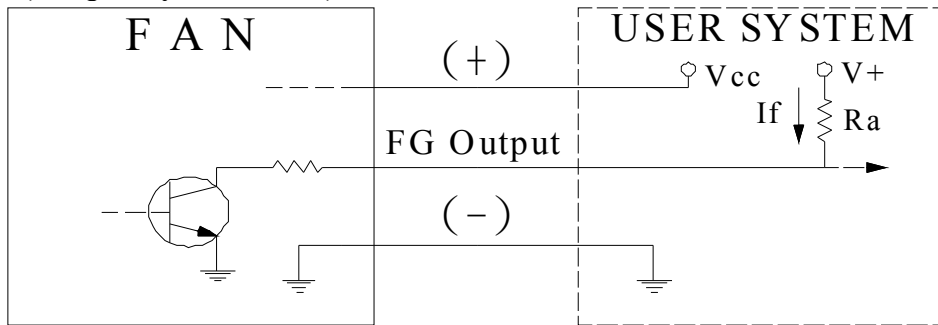 F A N
USER SYSTEM
(+)
Vcc
V+
If
Ra
FG Output
(-)